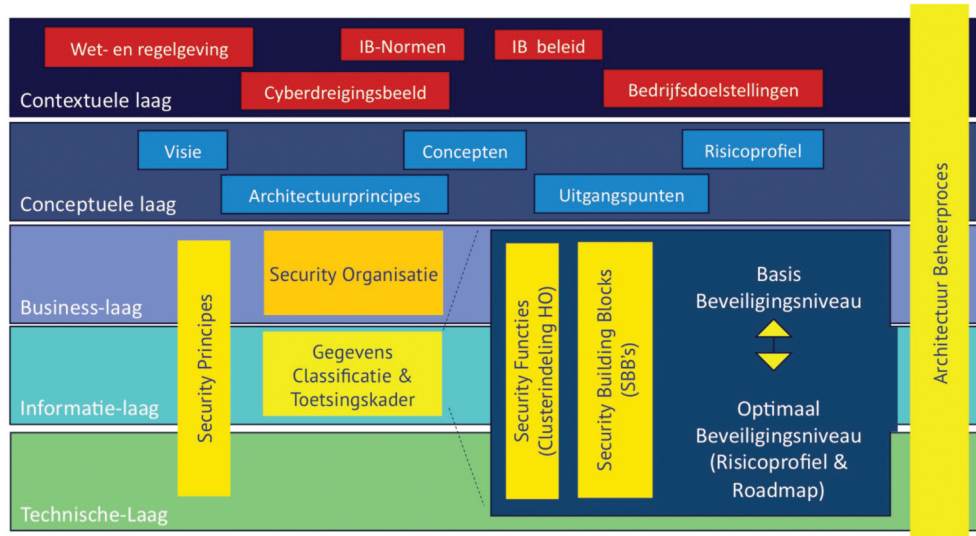 Wet- en regelgeving
IB-Normen
IB beleid
Cyberdreigingsbeeld
Bedrijfsdoelstellingen
Contextuele laag
Visie
Concepten
Risicoprofiel
Architectuurprincipes
Uitgangspunten
Conceptuele laag
Security Organisatie
Business-laag
Security Principes
Gegevens
Classificatie &
Toetsingskader
Informatie-laag
Technische-Laag
Security Functies
(Clusterindeling HO)
Security Building Blocks
(SBB's)
Basis
Beveiligingsniveau
Optimaal
Beveiligingsniveau
(Risicoprofiel &
Roadmap)
Architectuur Beheerproces